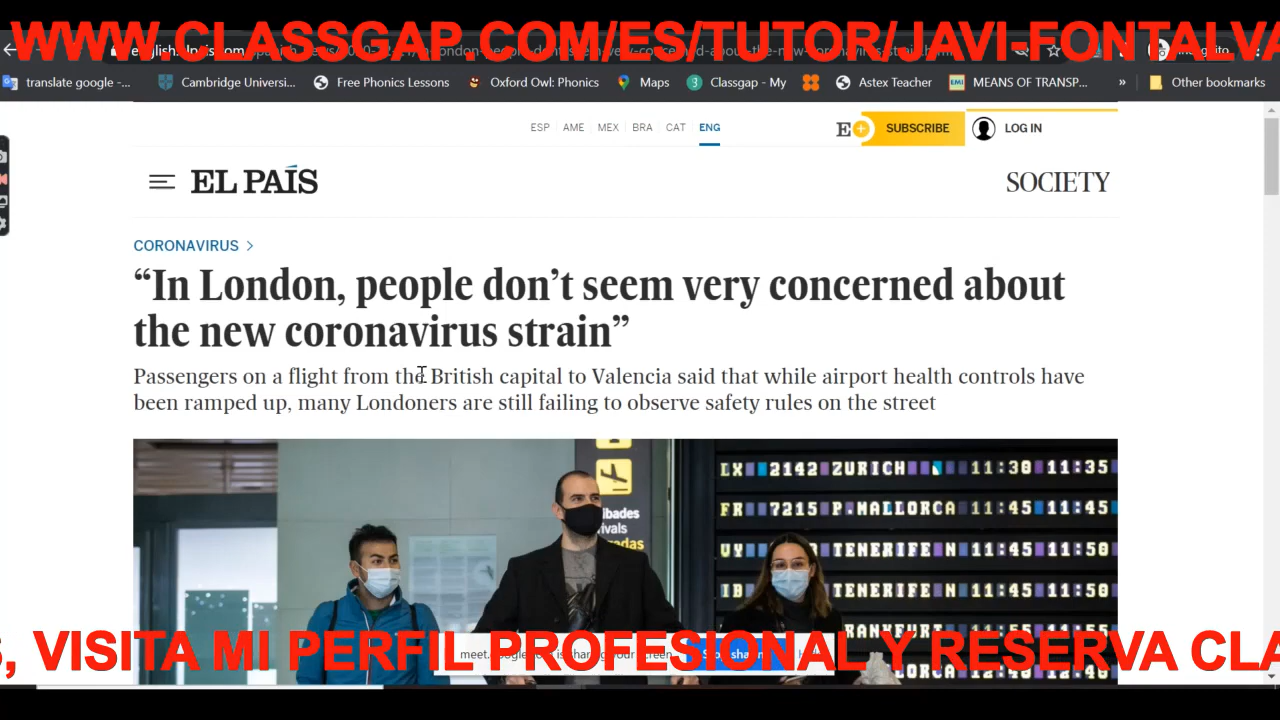 WWW.CLASSGAP.COM/ES/TUTOR/JAVI-FONTALVA
translate google -...
Cambridge Universi...
Free Phonics Lessons
Oxford Owl: Phonics
Maps
Classgap - My
Astex Teacher
MEANS OF TRANSP...
» Other bookmarks
ESP AME MEX BRA CAT ENG
E+ SUBSCRIBE LOG IN
EL PAÍS
SOCIETY
CORONAVIRUS >
“In London, people don’t seem very concerned about
the new coronavirus strain”
Passengers on a flight from the British capital to Valencia said that while airport health controls have
been ramped up, many Londoners are still failing to observe safety rules on the street
LX 2142 ZURICH 11:30 11:35
FR 7215 P.MALLORCA 11:45 11:45
UY TENERIFE N 11:45 11:50
IB TENERIFE N 11:45 11:50
S, VISITA MI PERFIL PROFESIONAL Y RESERVA CLA